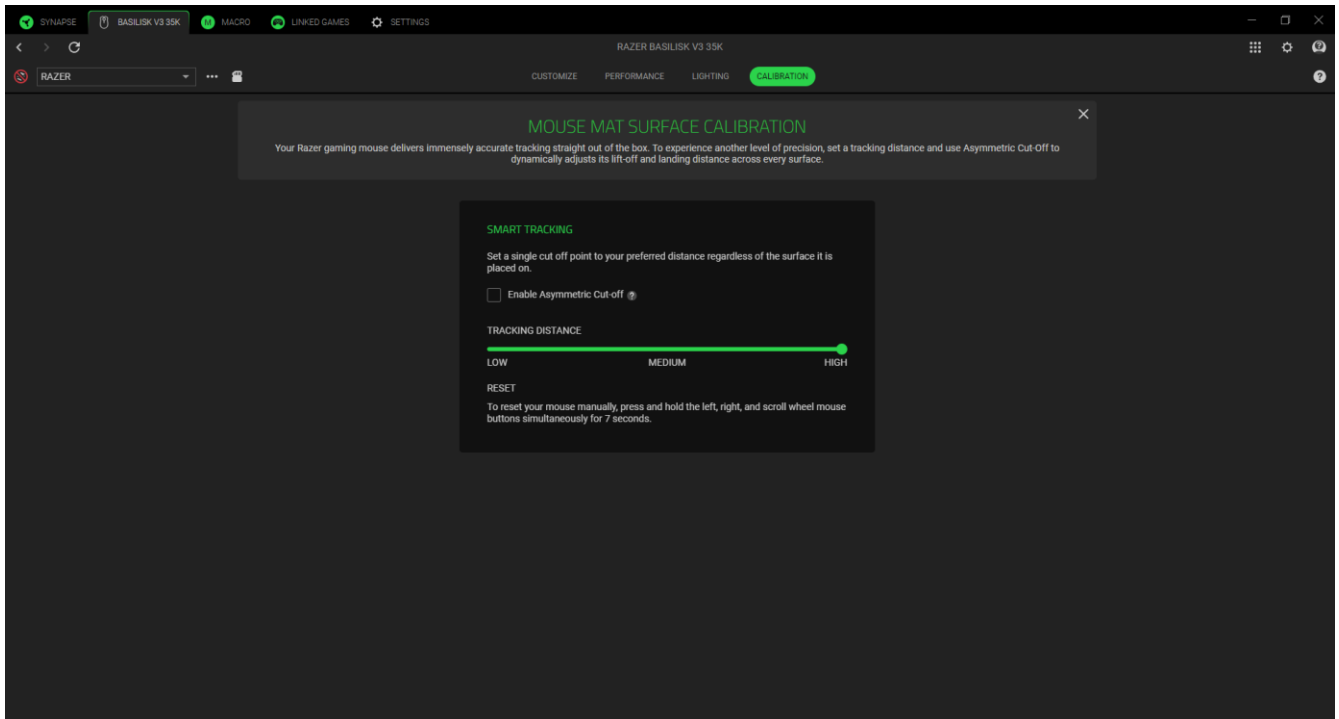 SYNAPSE BASILISK V3 35K M MACRO LINKED GAMES SETTINGS
RAZER BASILISK V3 35K
RAZER CUSTOMIZE PERFORMANCE LIGHTING CALIBRATION ?
MOUSE MAT SURFACE CALIBRATION
Your Razer gaming mouse delivers immensely accurate tracking straight out of the box. To experience another level of precision, set a tracking distance and use Asymmetric Cut-Off to
dynamically adjusts its lift-off and landing distance across every surface.
SMART TRACKING
Set a single cut off point to your preferred distance regardless of the surface it is
placed on.
Enable Asymmetric Cut-off ?
TRACKING DISTANCE
LOW MEDIUM HIGH
RESET
To reset your mouse manually, press and hold the left, right, and scroll wheel mouse
buttons simultaneously for 7 seconds.